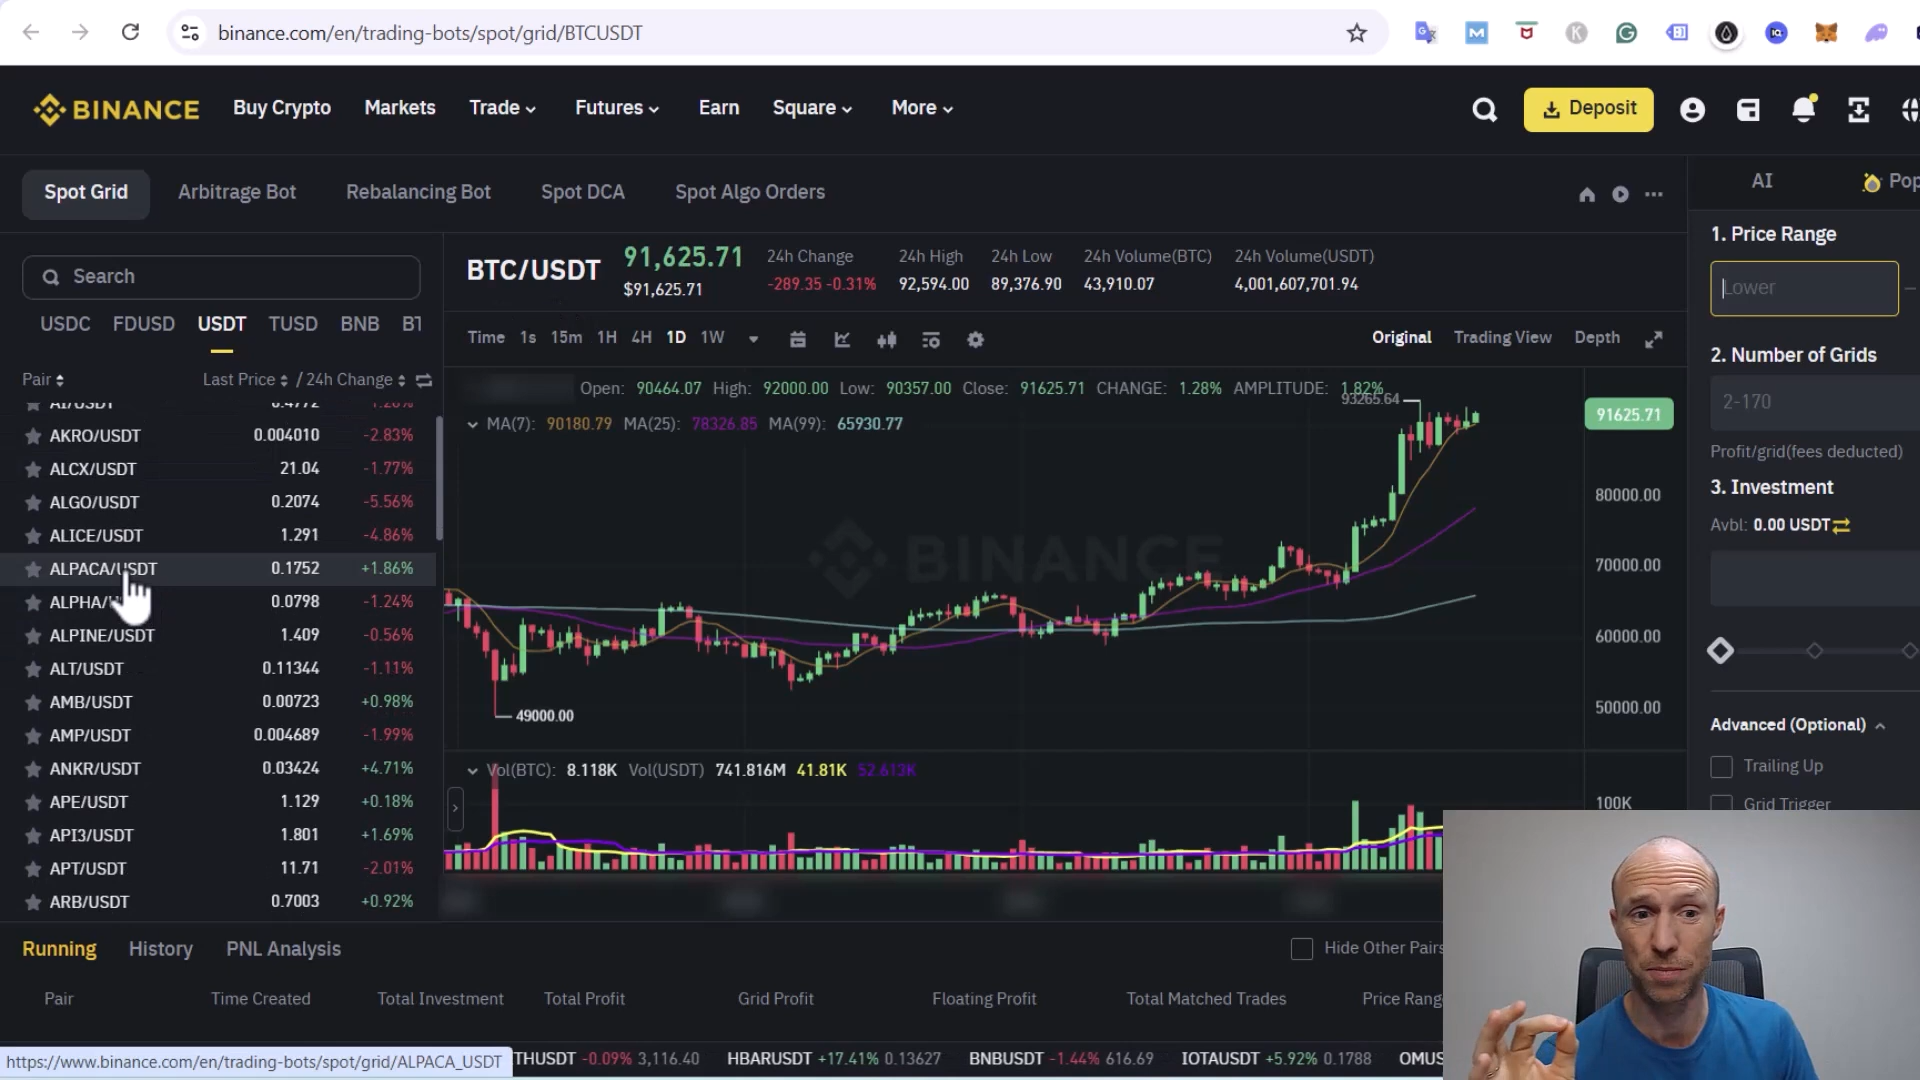 binance.com/en/trading-bots/spot/grid/BTCUSDT
BINANCE Buy Crypto Markets Trade Futures Earn Square More Deposit
Spot Grid Arbitrage Bot Rebalancing Bot Spot DCA Spot Algo Orders
AI Pop
Search
USDC FDUSD USDT TUSD BNB BT
Pair Last Price / 24h Change
AI/USDT 0.4772 -1.26%
AKRO/USDT 0.004010 -2.83%
ALCX/USDT 21.04 -1.77%
ALGO/USDT 0.2074 -5.56%
ALICE/USDT 1.291 -4.86%
ALPACA/USDT 0.1752 +1.86%
ALPHA/ 0.0798 -1.24%
ALPINE/USDT 1.409 -0.56%
ALT/USDT 0.11344 -1.11%
AMB/USDT 0.00723 +0.98%
AMP/USDT 0.004689 -1.99%
ANKR/USDT 0.03424 +4.71%
APE/USDT 1.129 +0.18%
API3/USDT 1.801 +1.69%
APT/USDT 11.71 -2.01%
ARB/USDT 0.7003 +0.92%
BTC/USDT 91,625.71 24h Change 24h High 24h Low 24h Volume(BTC) 24h Volume(USDT)
$91,625.71 -289.35 -0.31% 92,594.00 89,376.90 43,910.07 4,001,607,701.94
Time 1s 15m 1H 4H 1D 1W Original Trading View Depth
Open: 90464.07 High: 92000.00 Low: 90357.00 Close: 91625.71 CHANGE: 1.28% AMPLITUDE: 1.82%
93265.64
MA(7): 90180.79 MA(25): 78326.85 MA(99): 65930.77
91625.71
80000.00
BINANCE
70000.00
60000.00
50000.00
49000.00
Vol(BTC): 8.118K Vol(USDT) 741.816M 41.81K 52.613K
100K
1. Price Range
Lower
2. Number of Grids
2-170
Profit/grid(fees deducted)
3. Investment
Avbl: 0.00 USDT
Advanced (Optional)
Trailing Up
Grid Trigger
Running History PNL Analysis Hide Other Pairs
Pair Time Created Total Investment Total Profit Grid Profit Floating Profit Total Matched Trades Price Rang
https://www.binance.com/en/trading-bots/spot/grid/ALPACA_USDT THUSDT -0.09% 3,116.40 HBARUSDT +17.41% 0.13627 BNBUSDT -1.44% 616.69 IOTAUSDT +5.92% 0.1788 OMUS